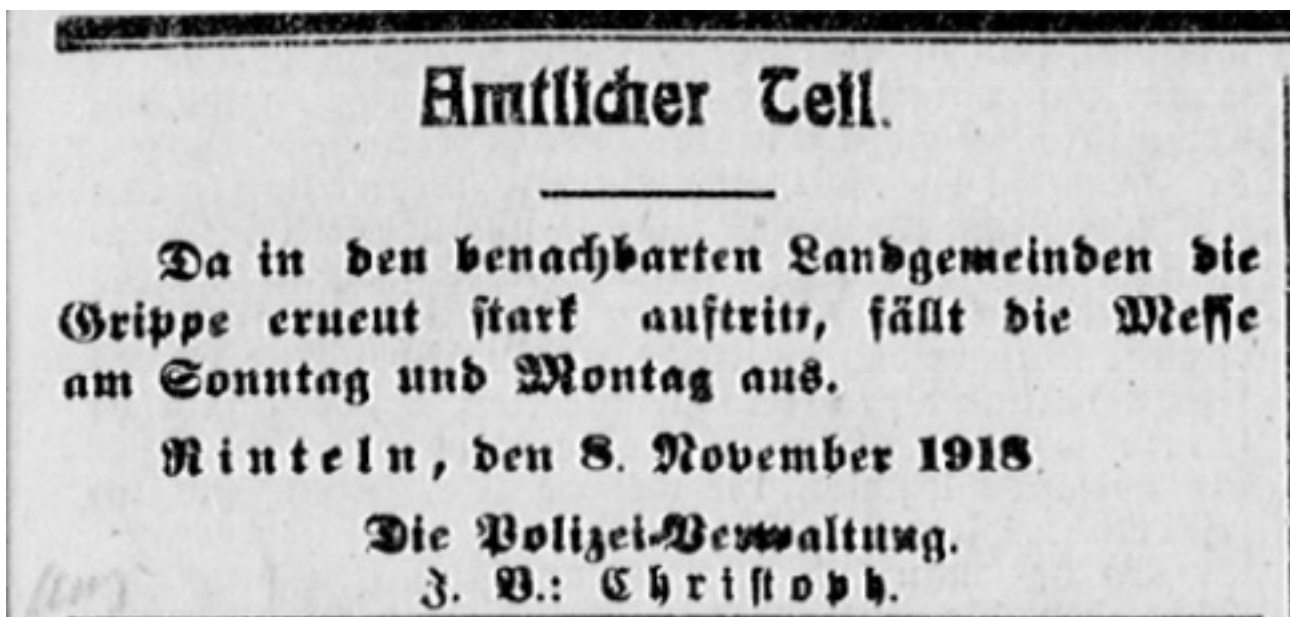 Amtlicher Teil.
Da in den benachbarten Landgemeinden die
Grippe erneut stark auftritt, fällt die Messe
am Sonntag und Montag aus.
Rinteln, den 8. November 1918.
Die Polizei-Verwaltung.
J. V.: Christoph.